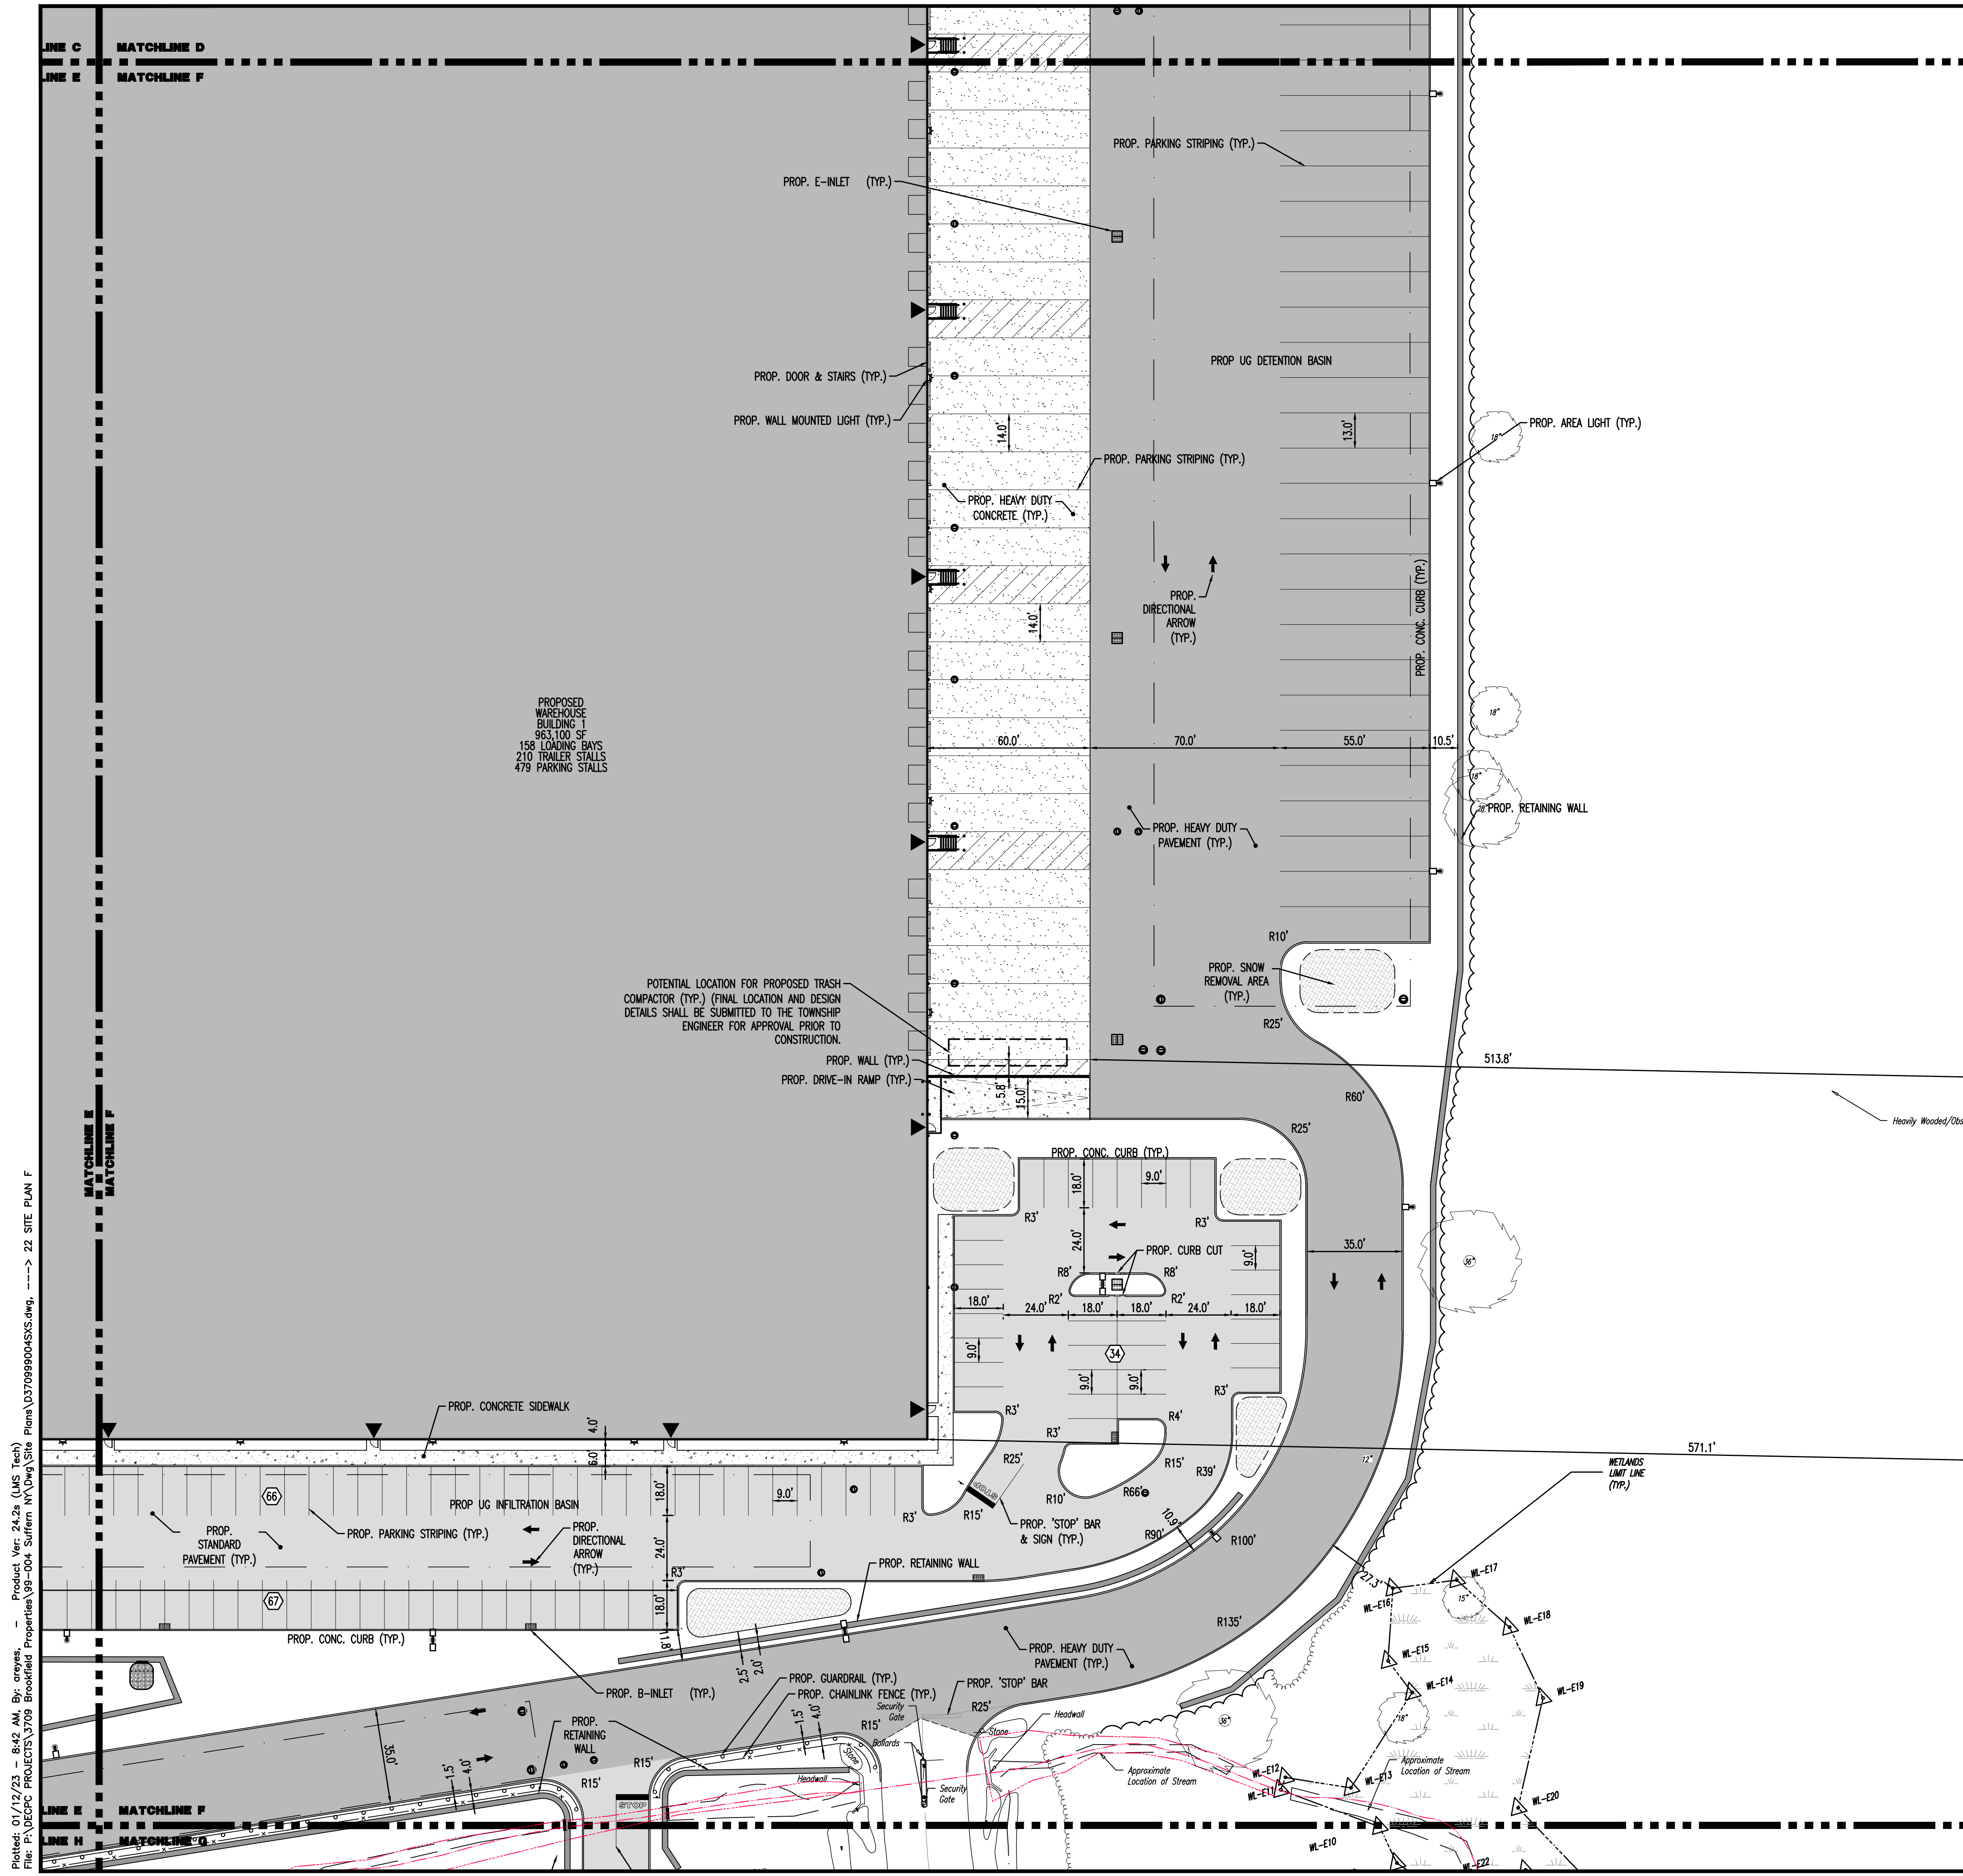 LINE C MATCHLINE D
LINE E MATCHLINE F
PROP. PARKING STRIPING (TYP.)
PROP. E-INLET (TYP.)
PROP UG DETENTION BASIN
PROP. DOOR & STAIRS (TYP.)
PROP. WALL MOUNTED LIGHT (TYP.)
14.0'
13.0'
18"
PROP. AREA LIGHT (TYP.)
PROP. PARKING STRIPING (TYP.)
PROP. HEAVY DUTY
CONCRETE (TYP.)
PROP.
DIRECTIONAL
ARROW
(TYP.)
14.0'
PROP. CONC. CURB (TYP.)
PROPOSED
WAREHOUSE
BUILDING 1
963,100 SF
158 LOADING BAYS
210 TRAILER STALLS
479 PARKING STALLS
18"
60.0'
70.0'
55.0'
10.5'
18"
28"
PROP. RETAINING WALL
PROP. HEAVY DUTY
PAVEMENT (TYP.)
R10'
PROP. SNOW
REMOVAL AREA
(TYP.)
R25'
POTENTIAL LOCATION FOR PROPOSED TRASH
COMPACTOR (TYP.) (FINAL LOCATION AND DESIGN
DETAILS SHALL BE SUBMITTED TO THE TOWNSHIP
ENGINEER FOR APPROVAL PRIOR TO
CONSTRUCTION.
PROP. WALL (TYP.)
PROP. DRIVE-IN RAMP (TYP.)
5.8'
15.0'
513.8'
R60'
R25'
Heavily Wooded/Obs
MATCHLINE E
MATCHLINE F
PROP. CONC. CURB (TYP.)
18.0'
9.0'
R3'
R3'
24.0'
PROP. CURB CUT
9.0'
35.0'
36"
R8'
R8'
R2'
R2'
18.0'
24.0'
18.0'
18.0'
24.0'
18.0'
9.0'
34
9.0'
9.0'
R3'
R3'
R4'
R3'
PROP. CONCRETE SIDEWALK
4.0'
6.0'
571.1'
R25'
R15'
R39'
12"
WETLANDS
LIMIT LINE
(TYP.)
66
PROP UG INFILTRATION BASIN
18.0'
9.0'
STOP
R10'
R66'
R3'
R15'
PROP.
STANDARD
PAVEMENT (TYP.)
PROP. PARKING STRIPING (TYP.)
PROP.
DIRECTIONAL
ARROW
(TYP.)
24.0'
PROP. 'STOP' BAR
& SIGN (TYP.)
R90'
10.9'
R100'
PROP. RETAINING WALL
R3'
27.3'
WL-E17
WL-E16
15"
67
18.0'
PROP. CONC. CURB (TYP.)
11.8'
2.5'
2.0'
R135'
WL-E18
PROP. HEAVY DUTY
PAVEMENT (TYP.)
WL-E15
WL-E14
WL-E19
PROP. B-INLET (TYP.)
PROP. GUARDRAIL (TYP.)
PROP. CHAINLINK FENCE (TYP.)
PROP. 'STOP' BAR
Security
Gate
R25'
Headwall
1.5'
4.0'
R15'
36"
18"
PROP.
RETAINING
WALL
Stone
Stone
Bollards
35.0'
R15'
R15'
Headwall
Security
Gate
Approximate
Location of Stream
Approximate
Location of Stream
WL-E12
WL-E13
WL-E11
WL-E20
1.5'
4.0'
STOP
LINE E MATCHLINE F
LINE H MATCHLINE G
WL-E10
WL-E22
Plotted: 01/12/23 - 8:42 AM, By: areyes, - Product Ver: 24.2s (LMS Tech)
File: P:\DECPC PROJECTS\3709 Brookfield Properties\99-004 Suffern NY\Dwg\Site Plans\D370999004SXS.dwg, ---> 22 SITE PLAN F